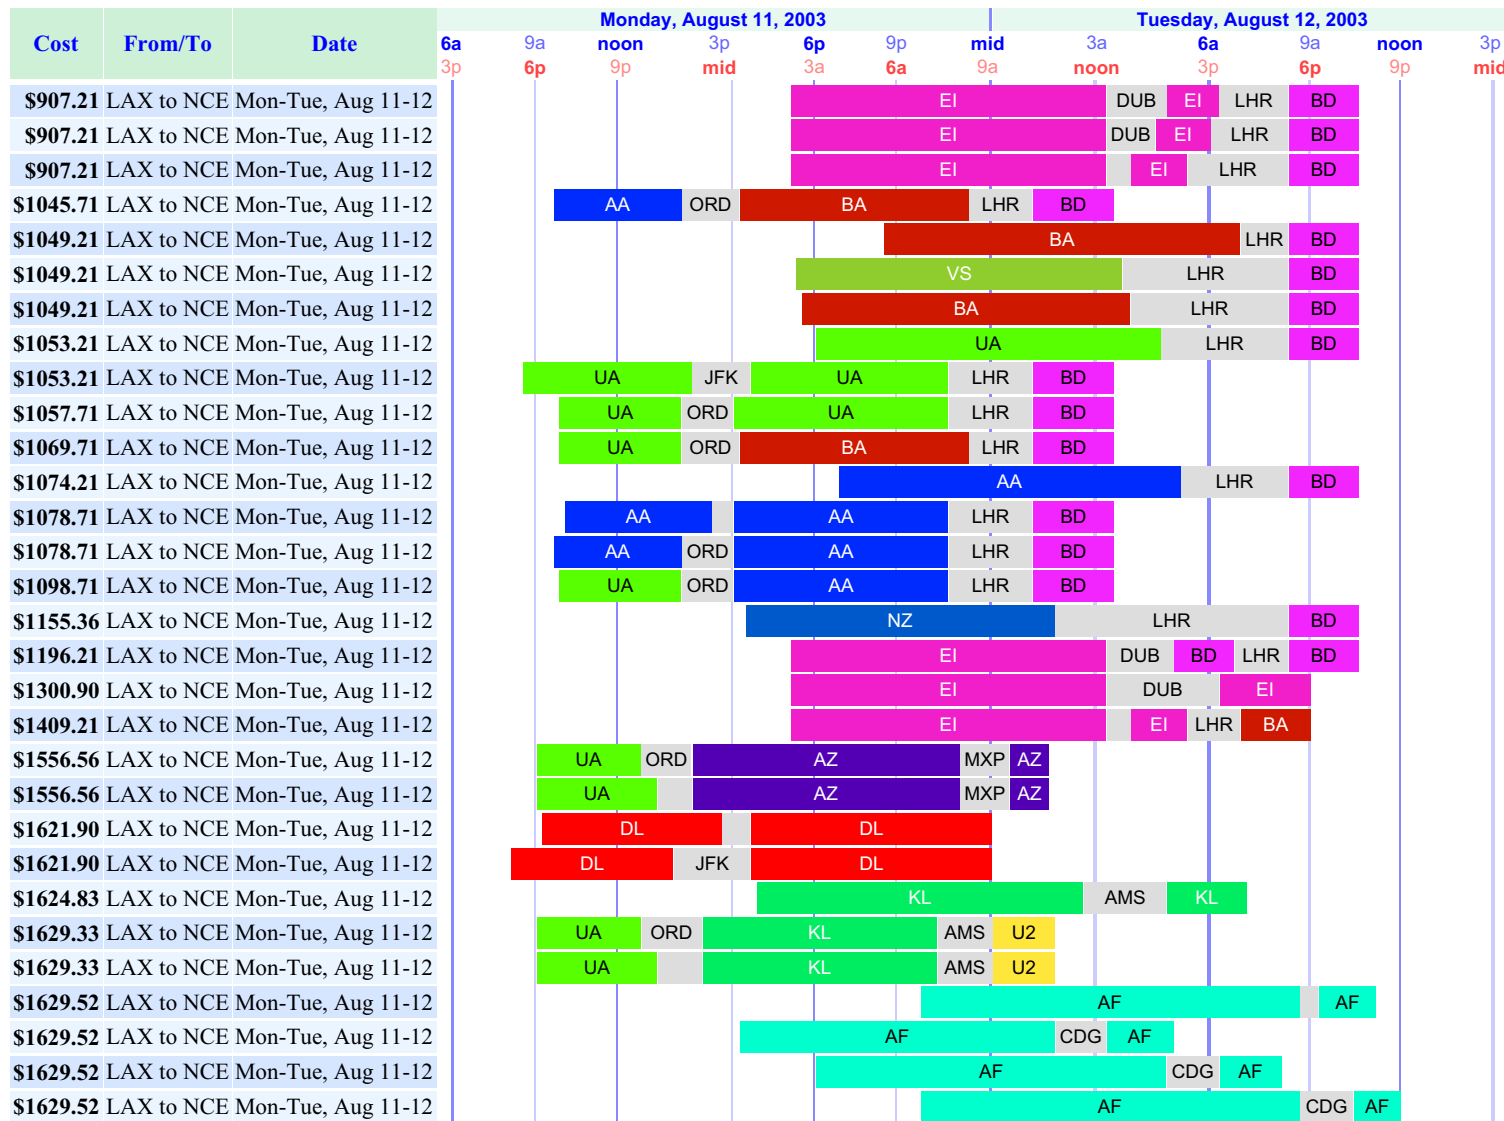 Monday, August 11, 2003 Tuesday, August 12, 2003
Cost From/To Date 6a 9a noon 3p 6p 9p mid 3a 6a 9a noon 3p
3p 6p 9p mid 3a 6a 9a noon 3p 6p 9p mid
$907.21 LAX to NCE Mon-Tue, Aug 11-12 EI DUB EI LHR BD
$907.21 LAX to NCE Mon-Tue, Aug 11-12 EI DUB EI LHR BD
$907.21 LAX to NCE Mon-Tue, Aug 11-12 EI EI LHR BD
$1045.71 LAX to NCE Mon-Tue, Aug 11-12 AA ORD BA LHR BD
$1049.21 LAX to NCE Mon-Tue, Aug 11-12 BA LHR BD
$1049.21 LAX to NCE Mon-Tue, Aug 11-12 VS LHR BD
$1049.21 LAX to NCE Mon-Tue, Aug 11-12 BA LHR BD
$1053.21 LAX to NCE Mon-Tue, Aug 11-12 UA LHR BD
$1053.21 LAX to NCE Mon-Tue, Aug 11-12 UA JFK UA LHR BD
$1057.71 LAX to NCE Mon-Tue, Aug 11-12 UA ORD UA LHR BD
$1069.71 LAX to NCE Mon-Tue, Aug 11-12 UA ORD BA LHR BD
$1074.21 LAX to NCE Mon-Tue, Aug 11-12 AA LHR BD
$1078.71 LAX to NCE Mon-Tue, Aug 11-12 AA AA LHR BD
$1078.71 LAX to NCE Mon-Tue, Aug 11-12 AA ORD AA LHR BD
$1098.71 LAX to NCE Mon-Tue, Aug 11-12 UA ORD AA LHR BD
$1155.36 LAX to NCE Mon-Tue, Aug 11-12 NZ LHR BD
$1196.21 LAX to NCE Mon-Tue, Aug 11-12 EI DUB BD LHR BD
$1300.90 LAX to NCE Mon-Tue, Aug 11-12 EI DUB EI
$1409.21 LAX to NCE Mon-Tue, Aug 11-12 EI EI LHR BA
$1556.56 LAX to NCE Mon-Tue, Aug 11-12 UA ORD AZ MXP AZ
$1556.56 LAX to NCE Mon-Tue, Aug 11-12 UA AZ MXP AZ
$1621.90 LAX to NCE Mon-Tue, Aug 11-12 DL DL
$1621.90 LAX to NCE Mon-Tue, Aug 11-12 DL JFK DL
$1624.83 LAX to NCE Mon-Tue, Aug 11-12 KL AMS KL
$1629.33 LAX to NCE Mon-Tue, Aug 11-12 UA ORD KL AMS U2
$1629.33 LAX to NCE Mon-Tue, Aug 11-12 UA KL AMS U2
$1629.52 LAX to NCE Mon-Tue, Aug 11-12 AF AF
$1629.52 LAX to NCE Mon-Tue, Aug 11-12 AF CDG AF
$1629.52 LAX to NCE Mon-Tue, Aug 11-12 AF CDG AF
$1629.52 LAX to NCE Mon-Tue, Aug 11-12 AF CDG AF